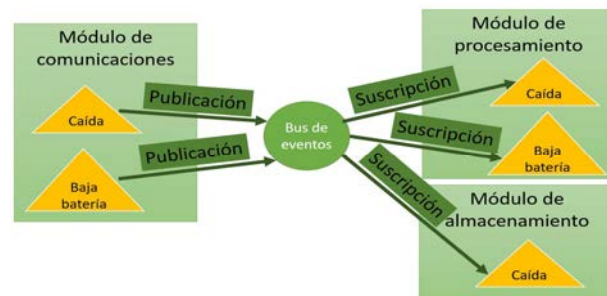 Módulo de
comunicaciones
Caída
Baja
batería
Publicación
Publicación
Bus de
eventos
Suscripción
Suscripción
Suscripción
Módulo de
procesamiento
Caída
Baja
batería
Módulo de
almacenamiento
Caída